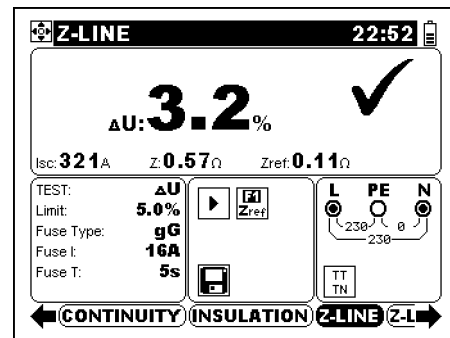 Z-LINE 22:52
ΔU: 3.2%
Isc: 321A Z: 0.57Ω Zref: 0.11Ω
TEST: ΔU
Limit: 5.0%
Fuse Type: gG
Fuse I: 16A
Fuse T: 5s
F1
Zref
L PE N
230 0
230
TT
TN
CONTINUITY INSULATION Z-LINE Z-L